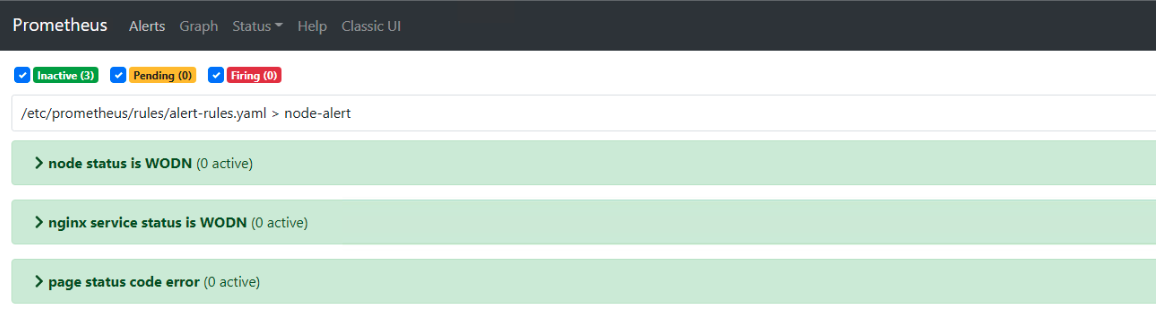 Prometheus Alerts Graph Status Help Classic UI
Inactive (3) Pending (0) Firing (0)
/etc/prometheus/rules/alert-rules.yaml > node-alert
node status is WODN (0 active)
nginx service status is WODN (0 active)
page status code error (0 active)